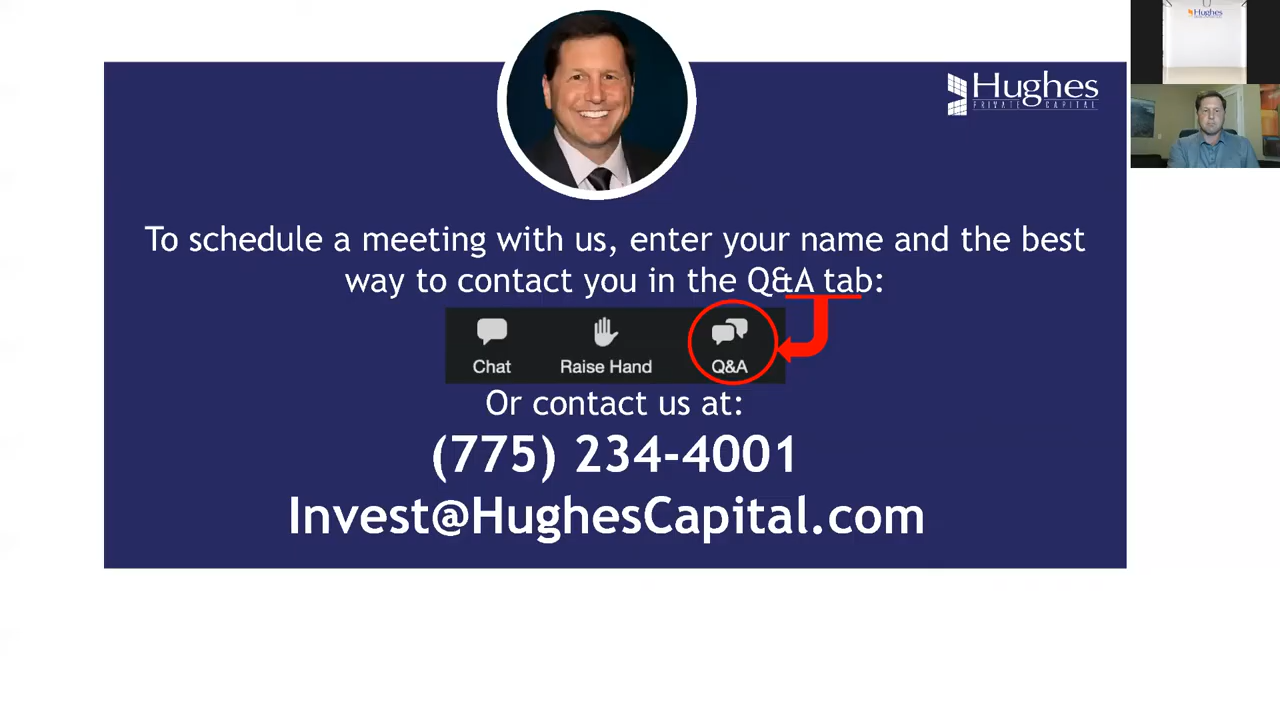 Hughes
Hughes
PRIVATE CAPITAL
To schedule a meeting with us, enter your name and the best
way to contact you in the Q&A tab:
Chat
Raise Hand
Q&A
Or contact us at:
(775) 234-4001
Invest@HughesCapital.com